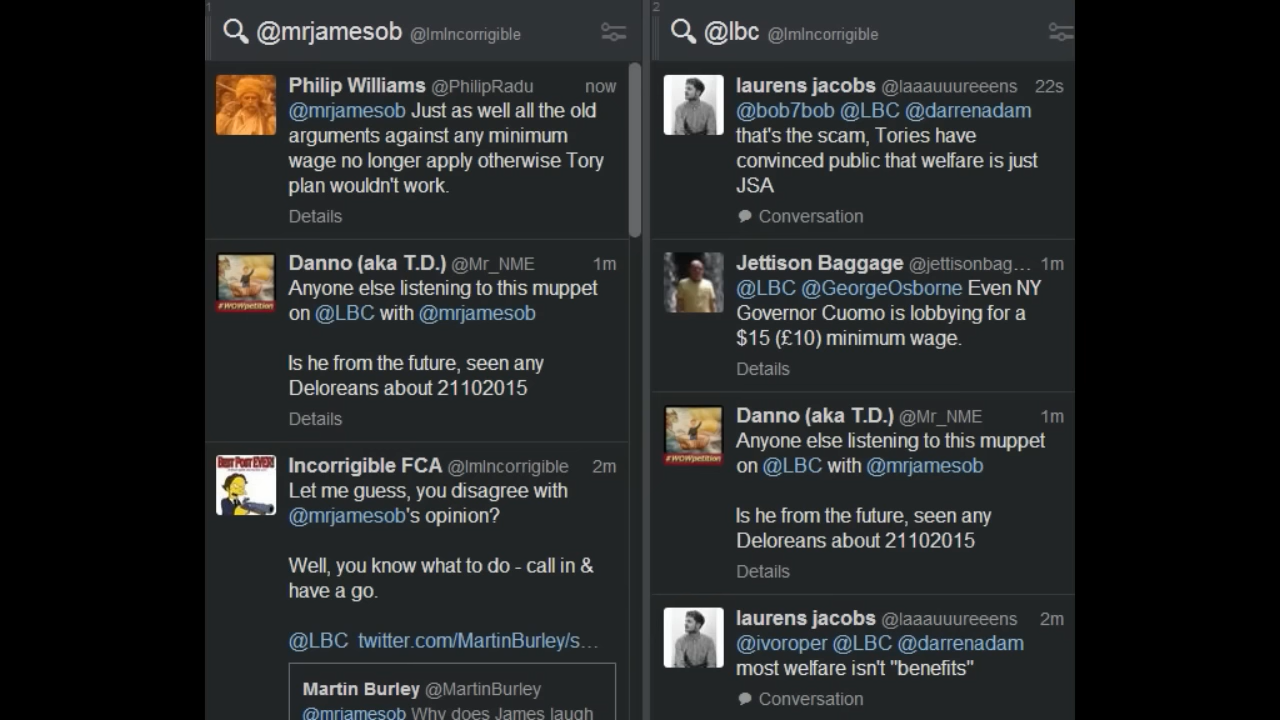 1
@mrjamesob @ImIncorrigible
Philip Williams @PhilipRadu now
@mrjamesob Just as well all the old
arguments against any minimum
wage no longer apply otherwise Tory
plan wouldn't work.
Details
Danno (aka T.D.) @Mr_NME 1m
Anyone else listening to this muppet
on @LBC with @mrjamesob
Is he from the future, seen any
Deloreans about 21102015
Details
#WOWpetition
Incorrigible FCA @ImIncorrigible 2m
BEST POST EVER!
Let me guess, you disagree with
@mrjamesob's opinion?
Well, you know what to do - call in &
have a go.
@LBC twitter.com/MartinBurley/s…
Martin Burley @MartinBurley
@mrjamesob Why does James laugh
2
@lbc @ImIncorrigible
laurens jacobs @laaauuureeens 22s
@bob7bob @LBC @darrenadam
that's the scam, Tories have
convinced public that welfare is just
JSA
Conversation
Jettison Baggage @jettisonbag… 1m
@LBC @GeorgeOsborne Even NY
Governor Cuomo is lobbying for a
$15 (£10) minimum wage.
Details
Danno (aka T.D.) @Mr_NME 1m
Anyone else listening to this muppet
on @LBC with @mrjamesob
#WOWpetition
Is he from the future, seen any
Deloreans about 21102015
Details
laurens jacobs @laaauuureeens 2m
@ivoroper @LBC @darrenadam
most welfare isn't "benefits"
Conversation